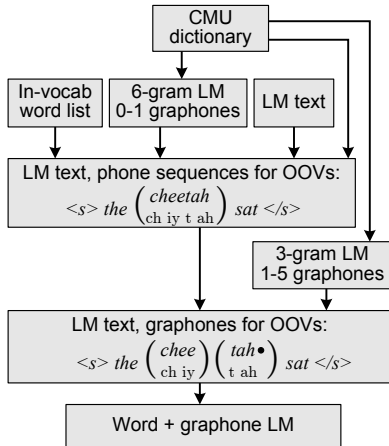 CMU
dictionary
In-vocab
word list
6-gram LM
0-1 graphones
LM text
LM text, phone sequences for OOVs:
<s> the (cheetah
ch iy t ah) sat </s>
3-gram LM
1-5 graphones
LM text, graphones for OOVs:
<s> the (chee
ch iy) (tah•
t ah) sat </s>
Word + graphone LM